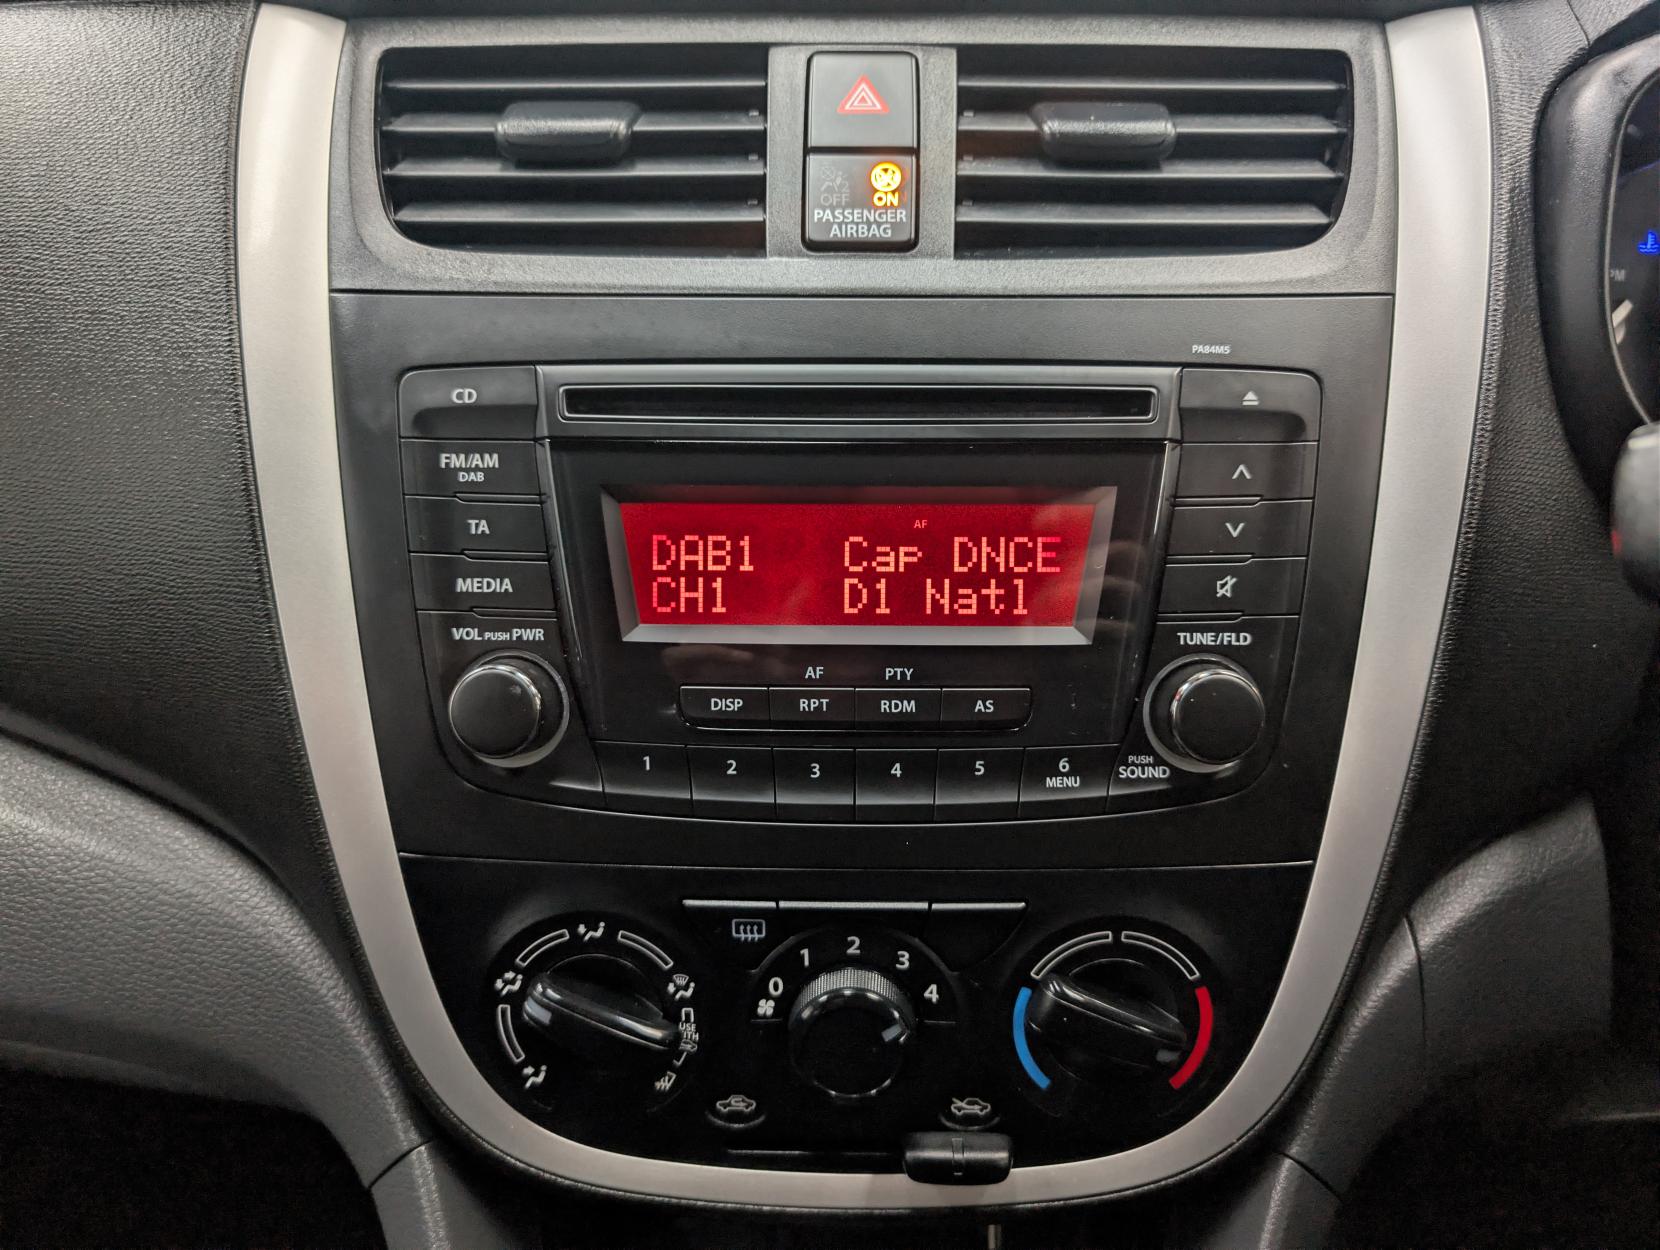 OFF ON
PASSENGER
AIRBAG
PM
PA84M5
CD
FM/AM
DAB
TA
MEDIA
VOL PUSH PWR
AF
DAB1 Cap DNCE
CH1 D1 Natl
TUNE/FLD
AF PTY
DISP RPT RDM AS
1 2 3 4 5 6
MENU
PUSH
SOUND
0 1 2 3 4
USE